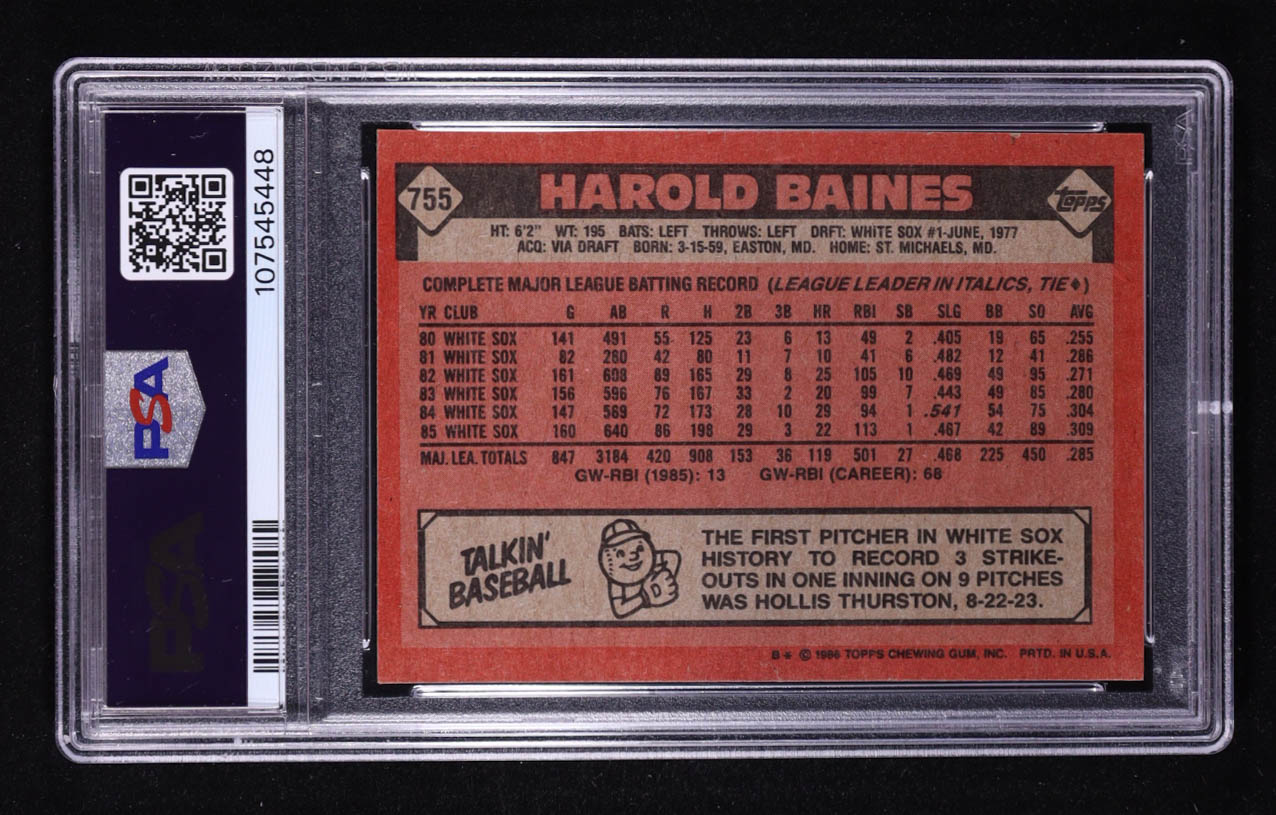 107545448
PSA
PSA
755
HAROLD BAINES
topps
HT: 6'2" WT: 195 BATS: LEFT THROWS: LEFT DRFT: WHITE SOX #1-JUNE, 1977
ACQ: VIA DRAFT BORN: 3-15-59, EASTON, MD. HOME: ST. MICHAELS, MD.
COMPLETE MAJOR LEAGUE BATTING RECORD (LEAGUE LEADER IN ITALICS, TIE♦)
YR CLUB G AB R H 2B 3B HR RBI SB SLG BB SO AVG
80 WHITE SOX 141 491 55 125 23 6 13 49 2 .405 19 65 .255
81 WHITE SOX 82 280 42 80 11 7 10 41 6 .482 12 41 .286
82 WHITE SOX 161 608 89 165 29 8 25 105 10 .469 49 95 .271
83 WHITE SOX 156 596 76 167 33 2 20 99 7 .443 49 85 .280
84 WHITE SOX 147 569 72 173 28 10 29 94 1 .541 54 75 .304
85 WHITE SOX 160 640 86 198 29 3 22 113 1 .467 42 89 .309
MAJ. LEA. TOTALS 847 3184 420 908 153 36 119 501 27 .468 225 450 .285
GW-RBI (1985): 13 GW-RBI (CAREER): 68
TALKIN'
BASEBALL
THE FIRST PITCHER IN WHITE SOX
HISTORY TO RECORD 3 STRIKE-
OUTS IN ONE INNING ON 9 PITCHES
WAS HOLLIS THURSTON, 8-22-23.
B* © 1986 TOPPS CHEWING GUM, INC. PRTD. IN U.S.A.